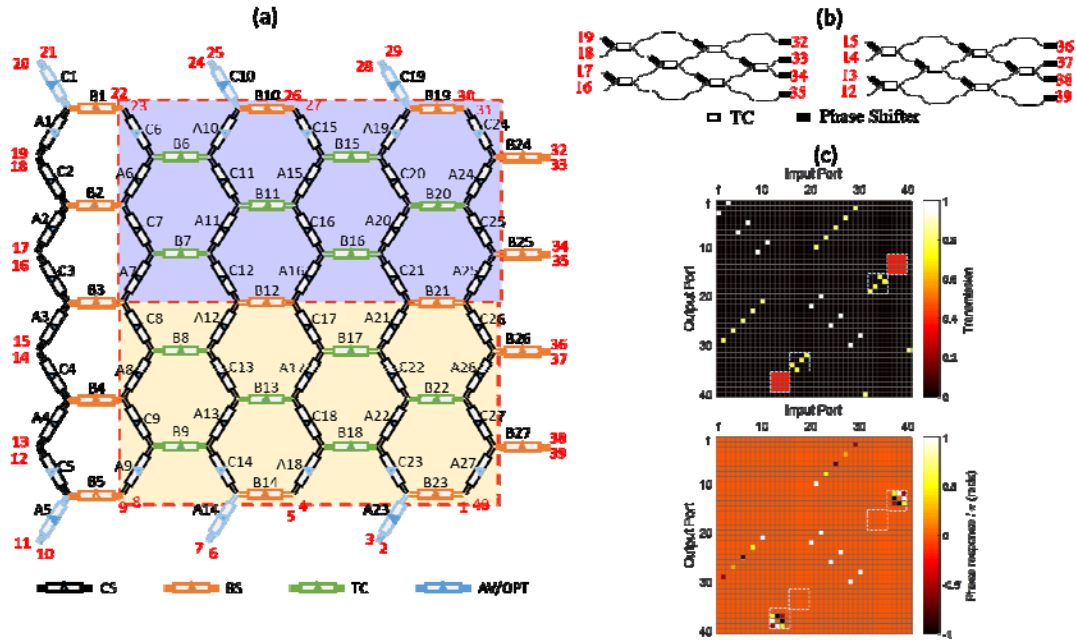 (a)
(b)
21
20
25
24
29
28
C1
C10
C19
B1
22
23
B10
26
27
B19
30
31
A1
C6
A10
C15
A19
C24
B6
B15
B24
32
33
19
18
C2
A6
C11
A15
C20
A24
B2
B11
B20
A2
C7
A11
C16
A20
C25
B7
B16
B25
34
35
17
16
C3
A7
C12
A16
C21
A25
B3
B12
B21
A3
C8
A12
C17
A21
C26
B8
B17
B26
36
37
15
14
C4
A8
C13
A17
C22
A26
B4
B13
B22
A4
C9
A13
C18
A22
C27
B9
B18
B27
38
39
13
12
C5
A9
C14
A18
C23
A27
B5
9
8
B14
5
4
B23
1
40
A5
A14
A23
11
10
7
6
3
2
CS
BS
TC
AV/OPT
19
18
17
16
32
33
34
35
15
14
13
12
36
37
38
39
TC
Phase Shifter
(c)
Input Port
1
10
20
30
40
1
10
20
30
40
Output Port
1
0.8
0.6
0.4
0.2
0
Transmission
Input Port
1
10
20
30
40
1
10
20
30
40
Output Port
1
0.5
0
-0.5
-1
Phase response / π (rads)